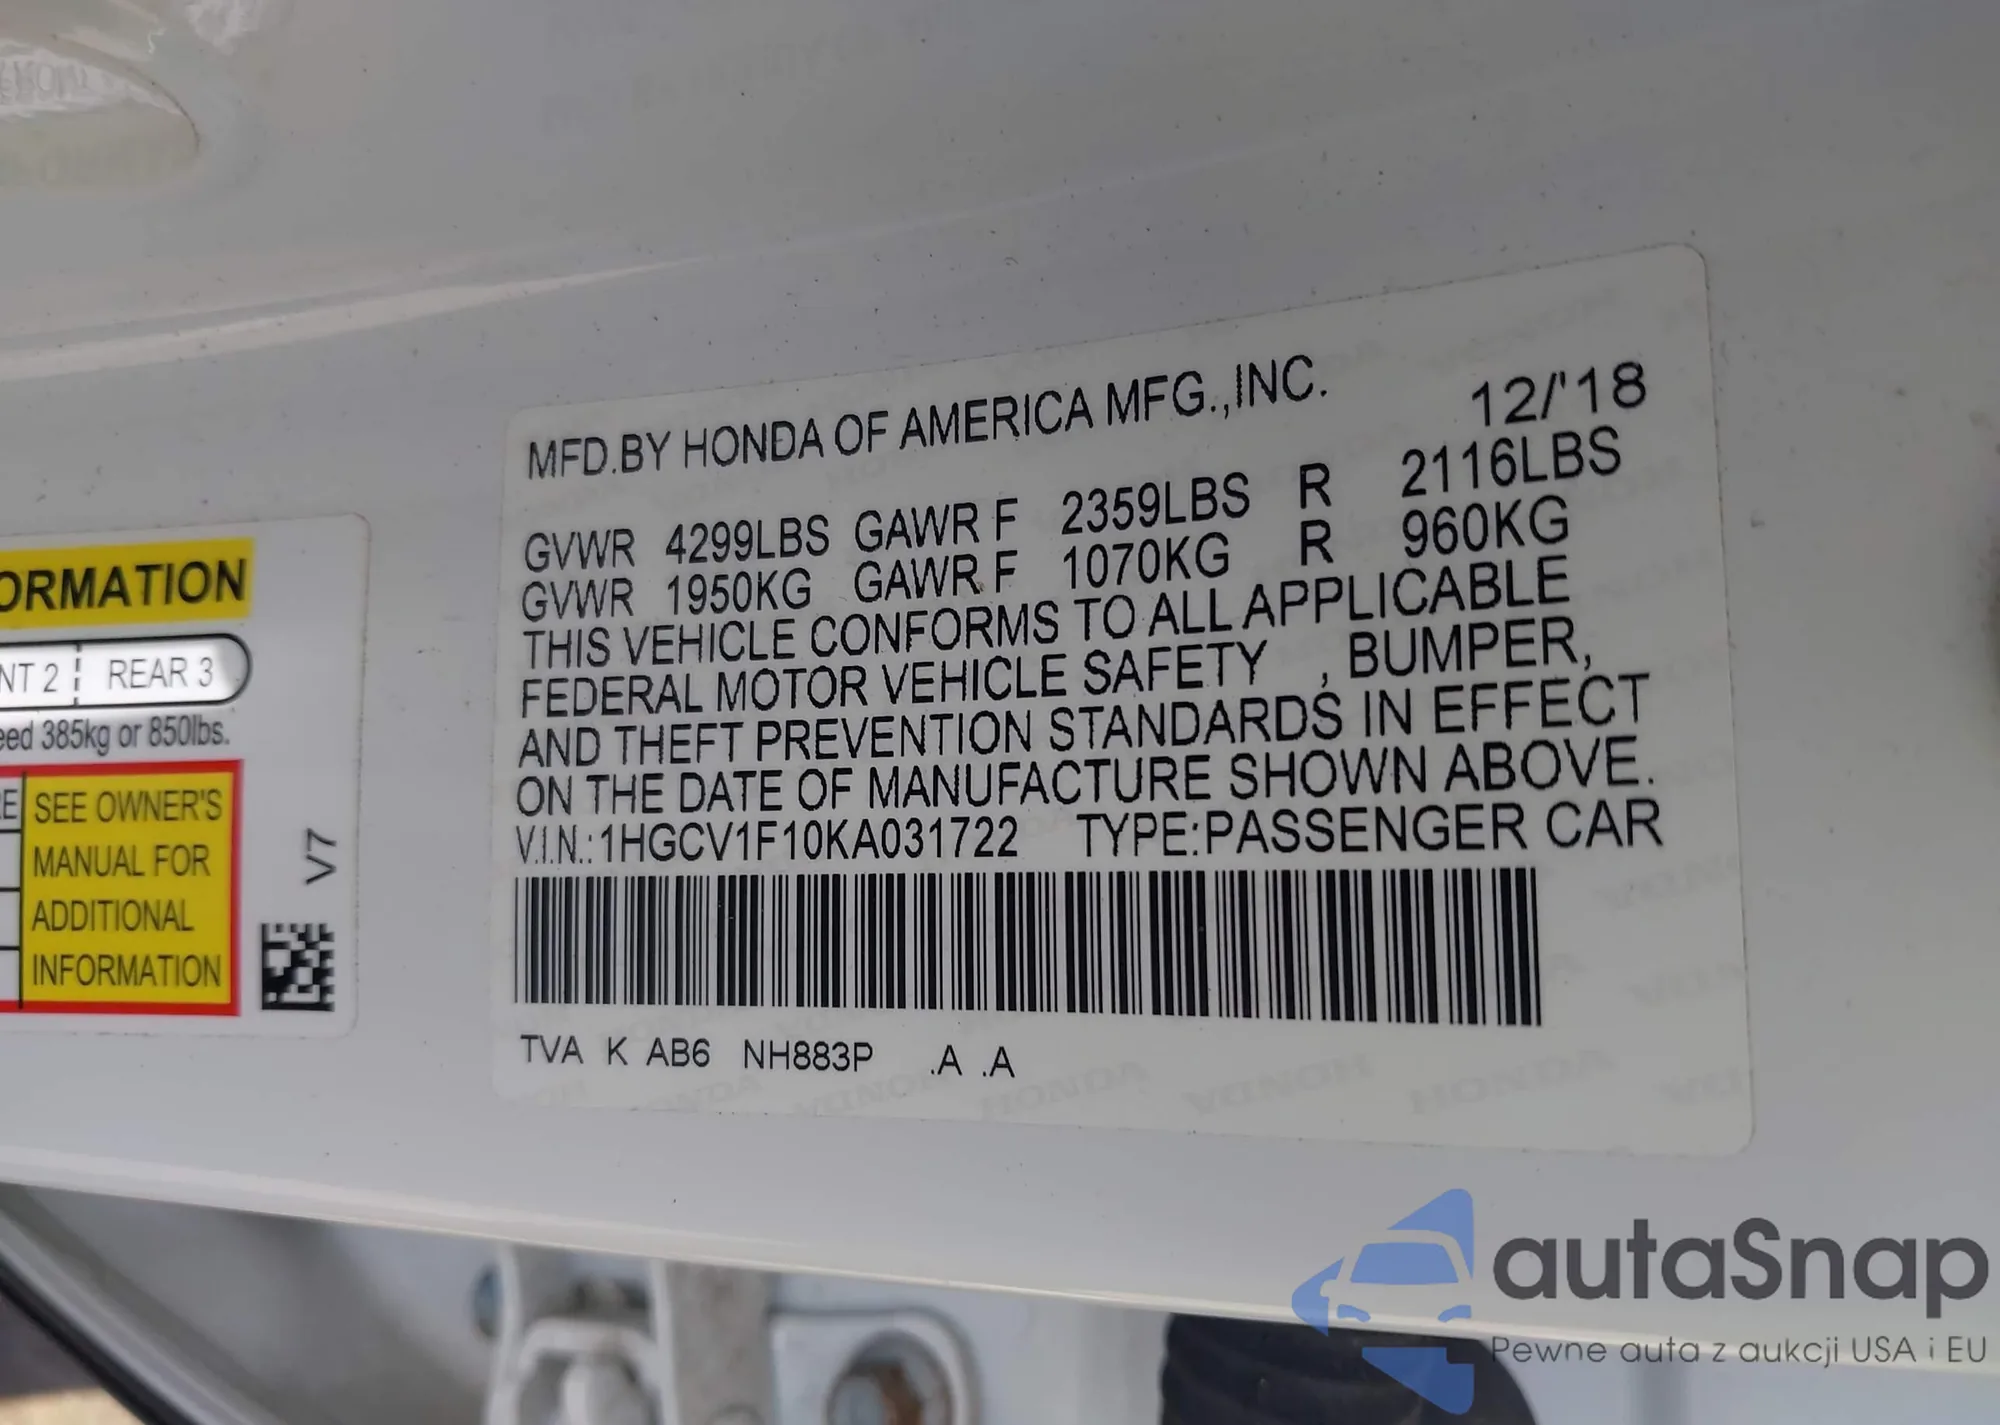 MFD.BY HONDA OF AMERICA MFG.,INC. 12/'18
GVWR 4299LBS GAWR F 2359LBS R 2116LBS
GVWR 1950KG GAWR F 1070KG R 960KG
THIS VEHICLE CONFORMS TO ALL APPLICABLE
FEDERAL MOTOR VEHICLE SAFETY , BUMPER,
AND THEFT PREVENTION STANDARDS IN EFFECT
ON THE DATE OF MANUFACTURE SHOWN ABOVE.
V.I.N.:1HGCV1F10KA031722 TYPE:PASSENGER CAR
TVA K AB6 NH883P .A .A
ORMATION
NT 2 REAR 3
eed 385kg or 850lbs.
RE SEE OWNER'S
MANUAL FOR
ADDITIONAL
INFORMATION
V7
autaSnap
Pewne auta z aukcji USA i EU